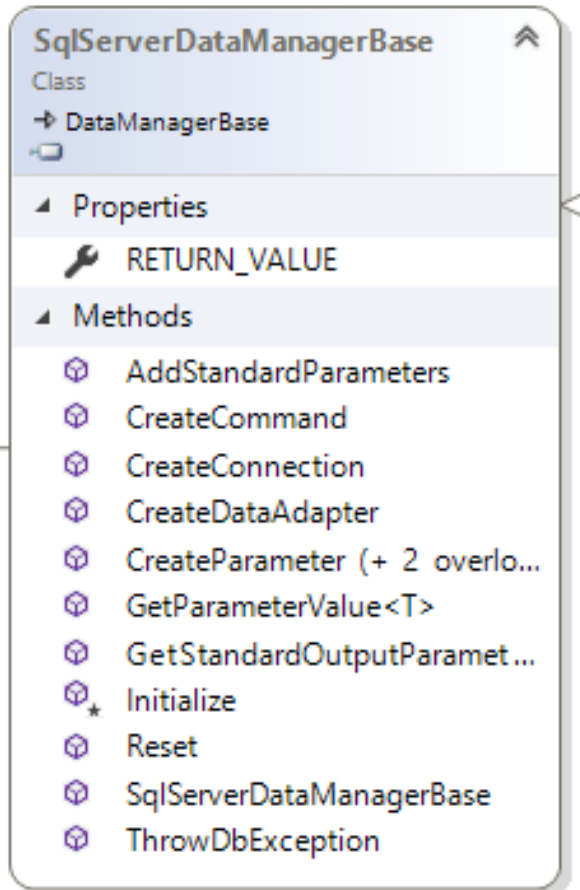 SqlServerDataManagerBase
Class
DataManagerBase
Properties
RETURN_VALUE
Methods
AddStandardParameters
CreateCommand
CreateConnection
CreateDataAdapter
CreateParameter (+ 2 overlo...
GetParameterValue<T>
GetStandardOutputParamet...
Initialize
Reset
SqlServerDataManagerBase
ThrowDbException